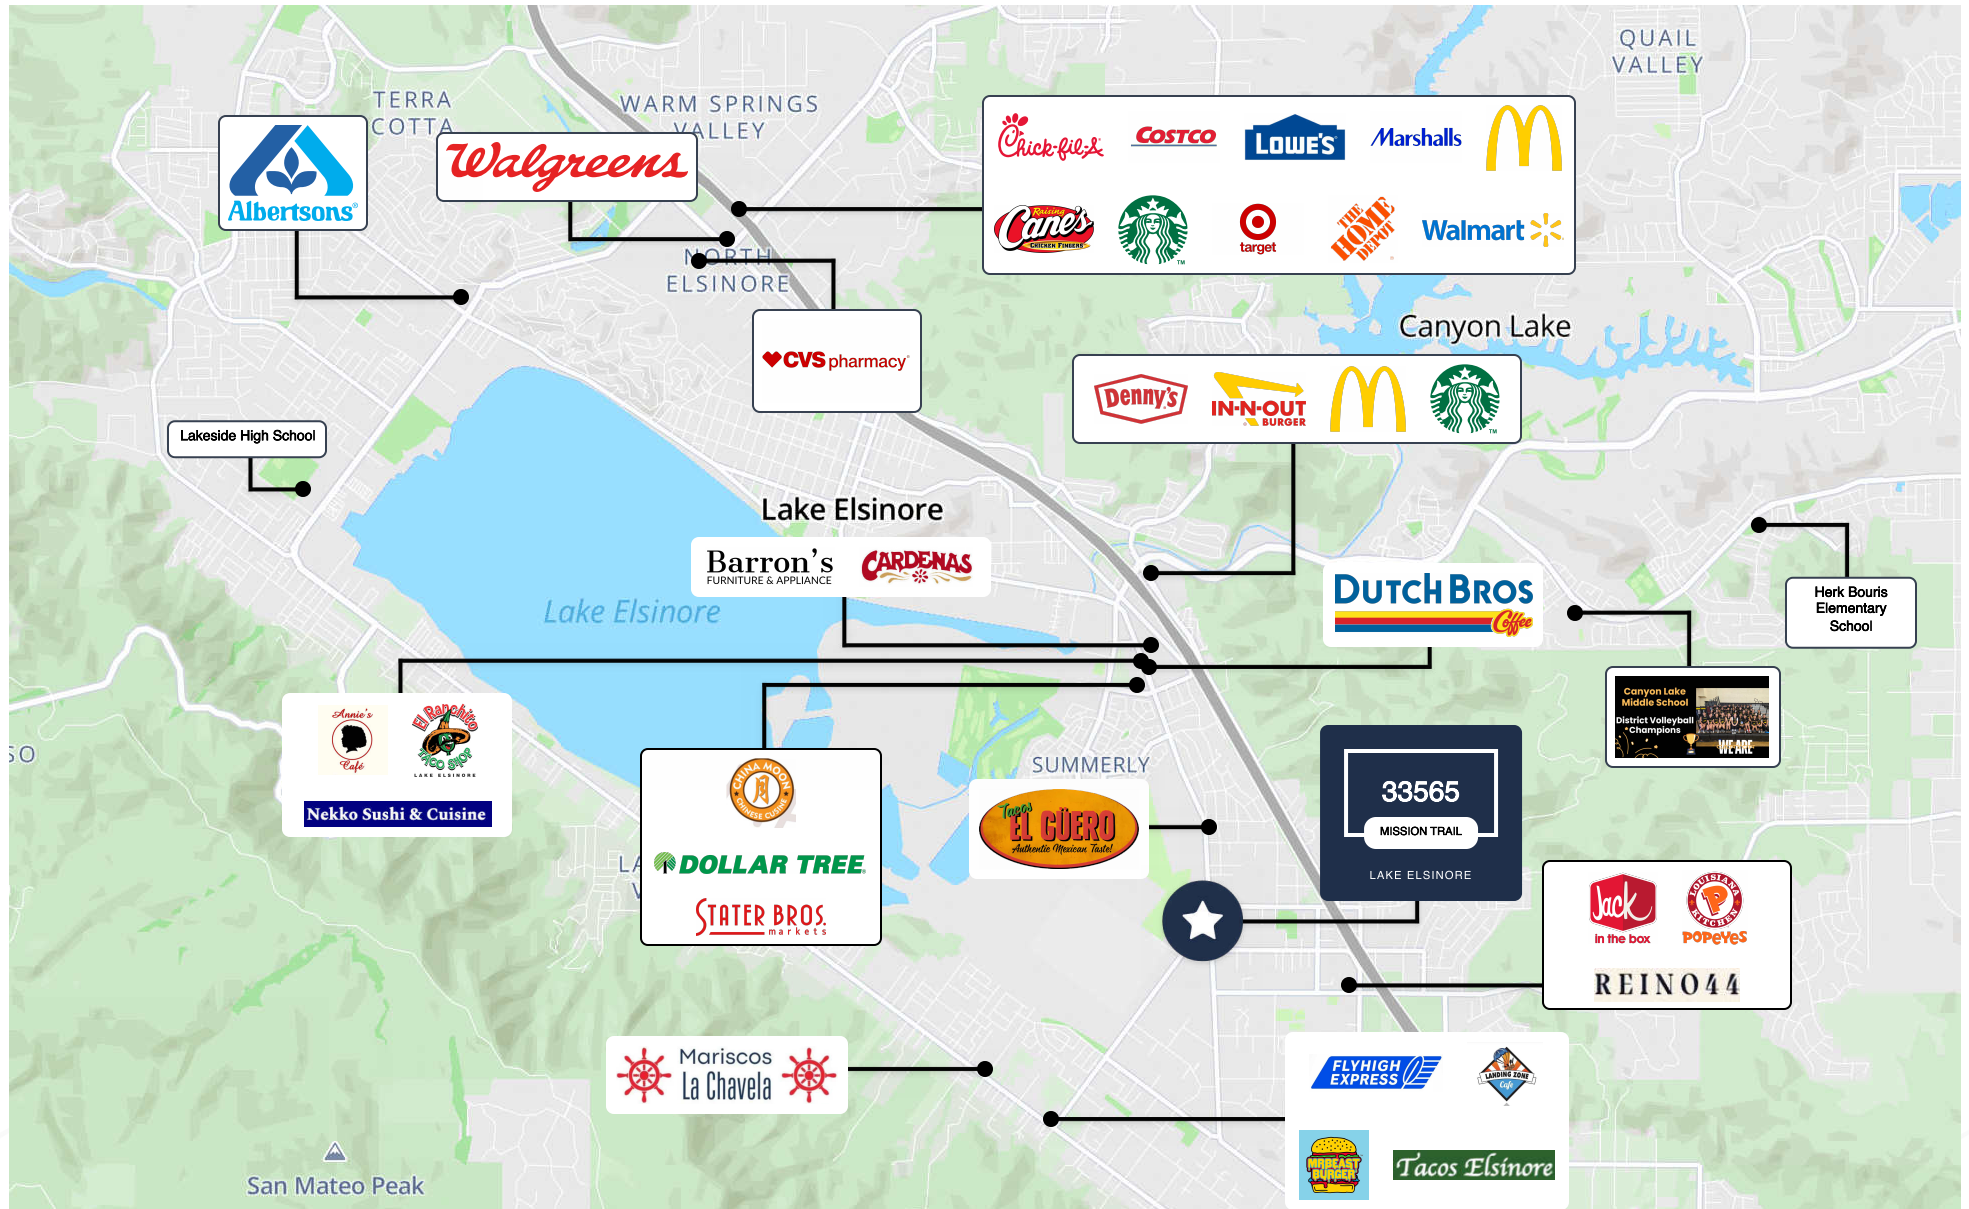 QUAIL
VALLEY
TERRA
COTTA
WARM SPRINGS
VALLEY
Albertsons
Walgreens
Chick-fil-A
COSTCO
LOWE'S
Marshalls
Raising
Cane's
CHICKEN FINGERS
TM
target
THE
HOME
DEPOT
Walmart
NORTH
ELSINORE
CVS pharmacy
Canyon Lake
Denny's
IN-N-OUT
BURGER
TM
Lakeside High School
Lake Elsinore
Barron's
FURNITURE & APPLIANCE
CARDENAS
Lake Elsinore
DUTCH BROS
Coffee
Herk Bouris
Elementary
School
Canyon Lake
Middle School
District Volleyball
*Champions
WE ARE
Annie's
Café
El Ranchito
TACO SHOP
LAKE ELSINORE
Nekko Sushi & Cuisine
SO
CHINA MOON
CHINESE CUISINE
月
DOLLAR TREE
STATER BROS.
markets
LA
V
SUMMERLY
Tacos
EL GÜERO
Authentic Mexican Taste!
33565
MISSION TRAIL
LAKE ELSINORE
Jack
in the box
LOUISIANA
KITCHEN
P
POPEYES
REINO44
Mariscos
La Chavela
FLYHIGH
EXPRESS
LANDING ZONE
Cafe
MRBEAST
BURGER
Tacos Elsinore
San Mateo Peak